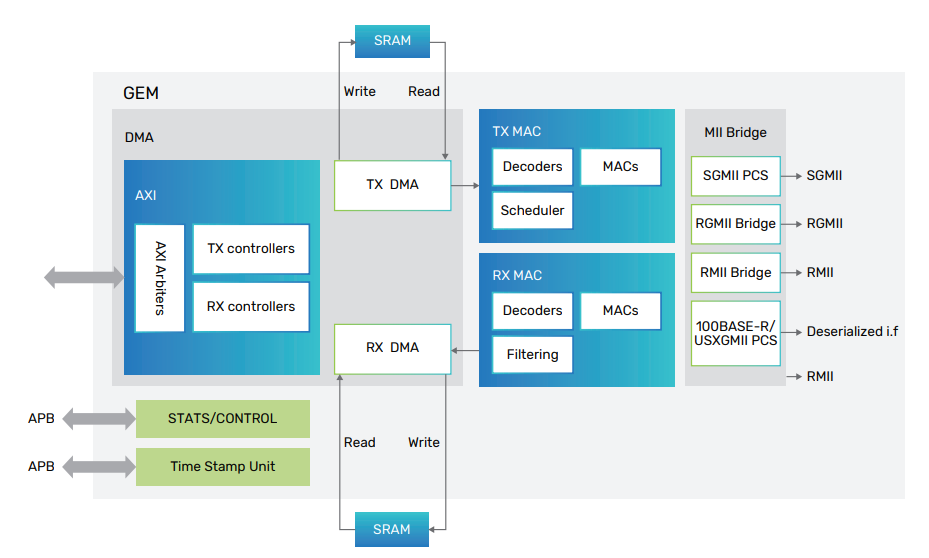 SRAM
GEM
Write
Read
DMA
AXI
AXI Arbiters
TX controllers
RX controllers
TX DMA
RX DMA
TX MAC
Decoders
MACs
Scheduler
RX MAC
Decoders
MACs
Filtering
MII Bridge
SGMII PCS
SGMII
RGMII Bridge
RGMII
RMII Bridge
RMII
100BASE-R/
USXGMII PCS
Deserialized i.f
RMII
APB
STATS/CONTROL
APB
Time Stamp Unit
Read
Write
SRAM